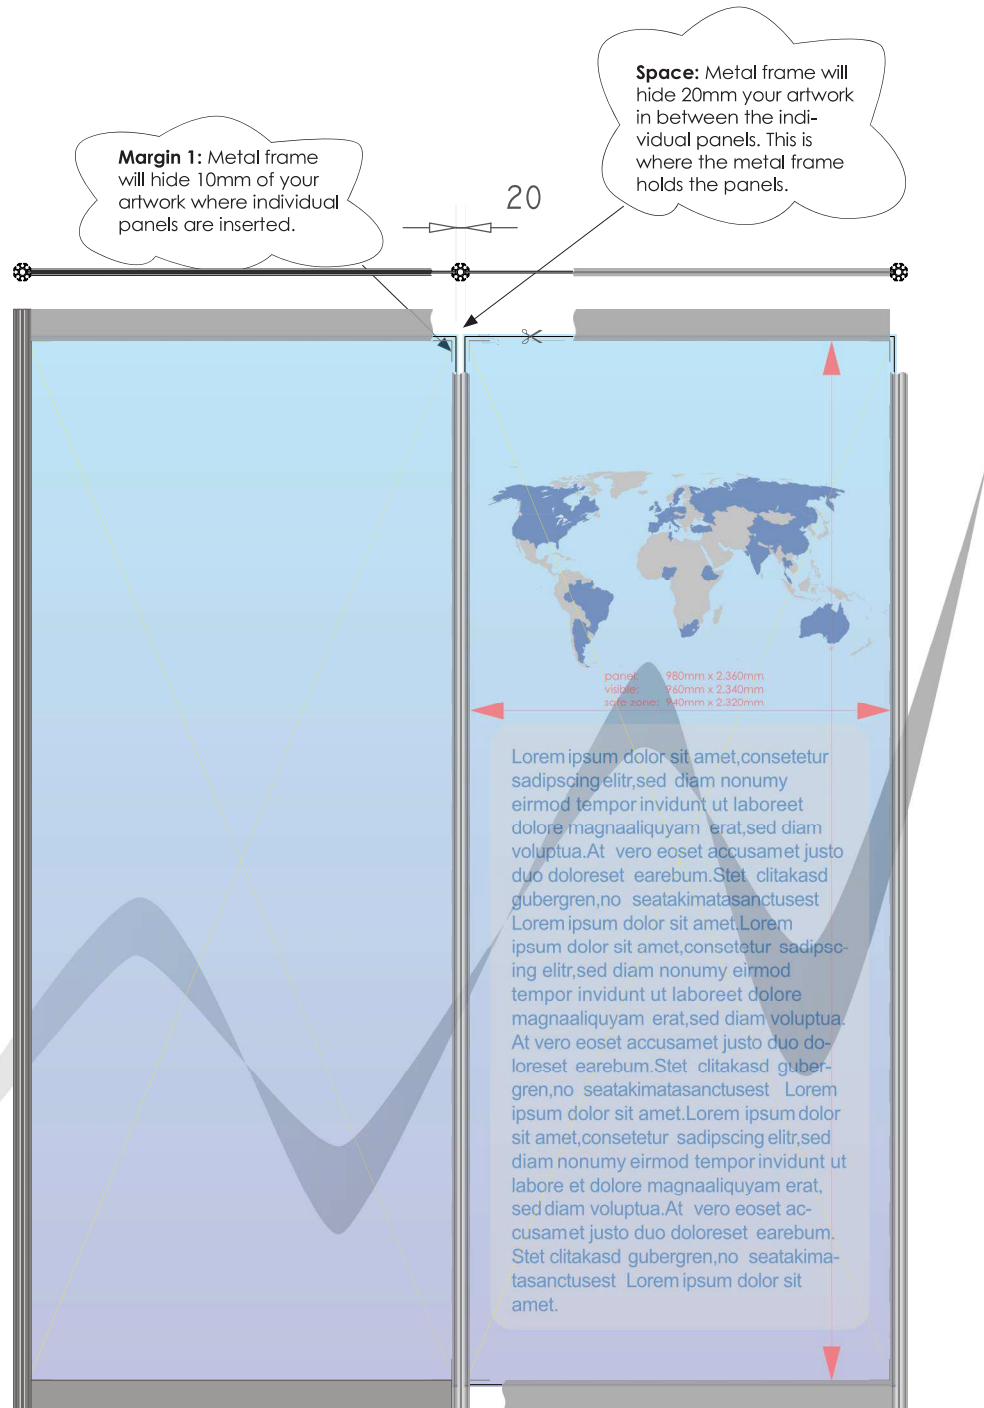 Space: Metal frame will
hide 20mm your artwork
in between the indi-
vidual panels. This is
where the metal frame
holds the panels.
Margin 1: Metal frame
will hide 10mm of your
artwork where individual
panels are inserted.
20
panel: 980mm x 2.360mm
visible: 960mm x 2.340mm
safe zone: 940mm x 2.320mm
Lorem ipsum dolor sit amet,consetetur
sadipscing elitr,sed diam nonumy
eirmod tempor invidunt ut laboreet
dolore magnaaliquyam erat,sed diam
voluptua.At vero eoset accusamet justo
duo doloreset earebum.Stet clitakasd
gubergren,no seatakimatasanctusest
Lorem ipsum dolor sit amet.Lorem
ipsum dolor sit amet,consetetur sadipsc-
ing elitr,sed diam nonumy eirmod
tempor invidunt ut laboreet dolore
magnaaliquyam erat,sed diam voluptua.
At vero eoset accusamet justo duo do-
loreset earebum.Stet clitakasd guber-
gren,no seatakimatasanctusest Lorem
ipsum dolor sit amet.Lorem ipsum dolor
sit amet,consetetur sadipscing elitr,sed
diam nonumy eirmod tempor invidunt ut
labore et dolore magnaaliquyam erat,
sed diam voluptua.At vero eoset ac-
cusamet justo duo doloreset earebum.
Stet clitakasd gubergren,no seatakima-
tasanctusest Lorem ipsum dolor sit
amet.